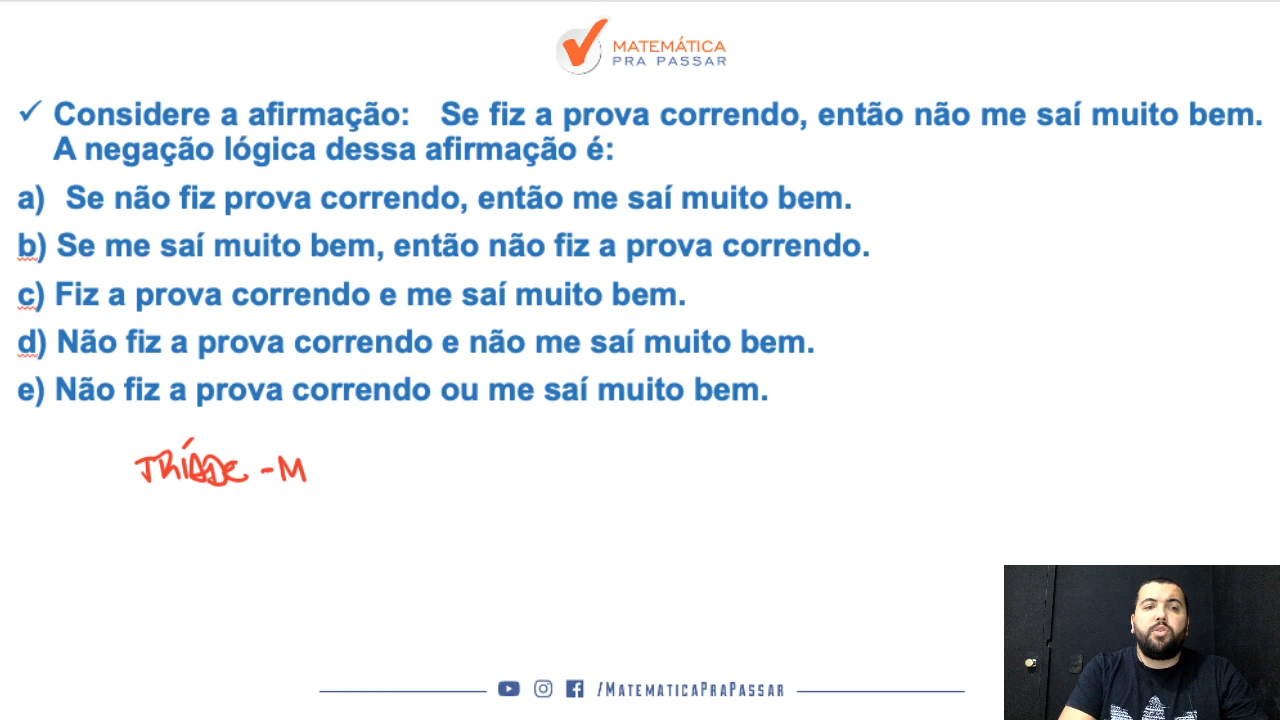 MATEMÁTICA
PRA PASSAR
✓ Considere a afirmação: Se fiz a prova correndo, então não me saí muito bem.
A negação lógica dessa afirmação é:
a) Se não fiz prova correndo, então me saí muito bem.
b) Se me saí muito bem, então não fiz a prova correndo.
c) Fiz a prova correndo e me saí muito bem.
d) Não fiz a prova correndo e não me saí muito bem.
e) Não fiz a prova correndo ou me saí muito bem.
TRÍADE - M
/MATEMATICAPRAPASSAR